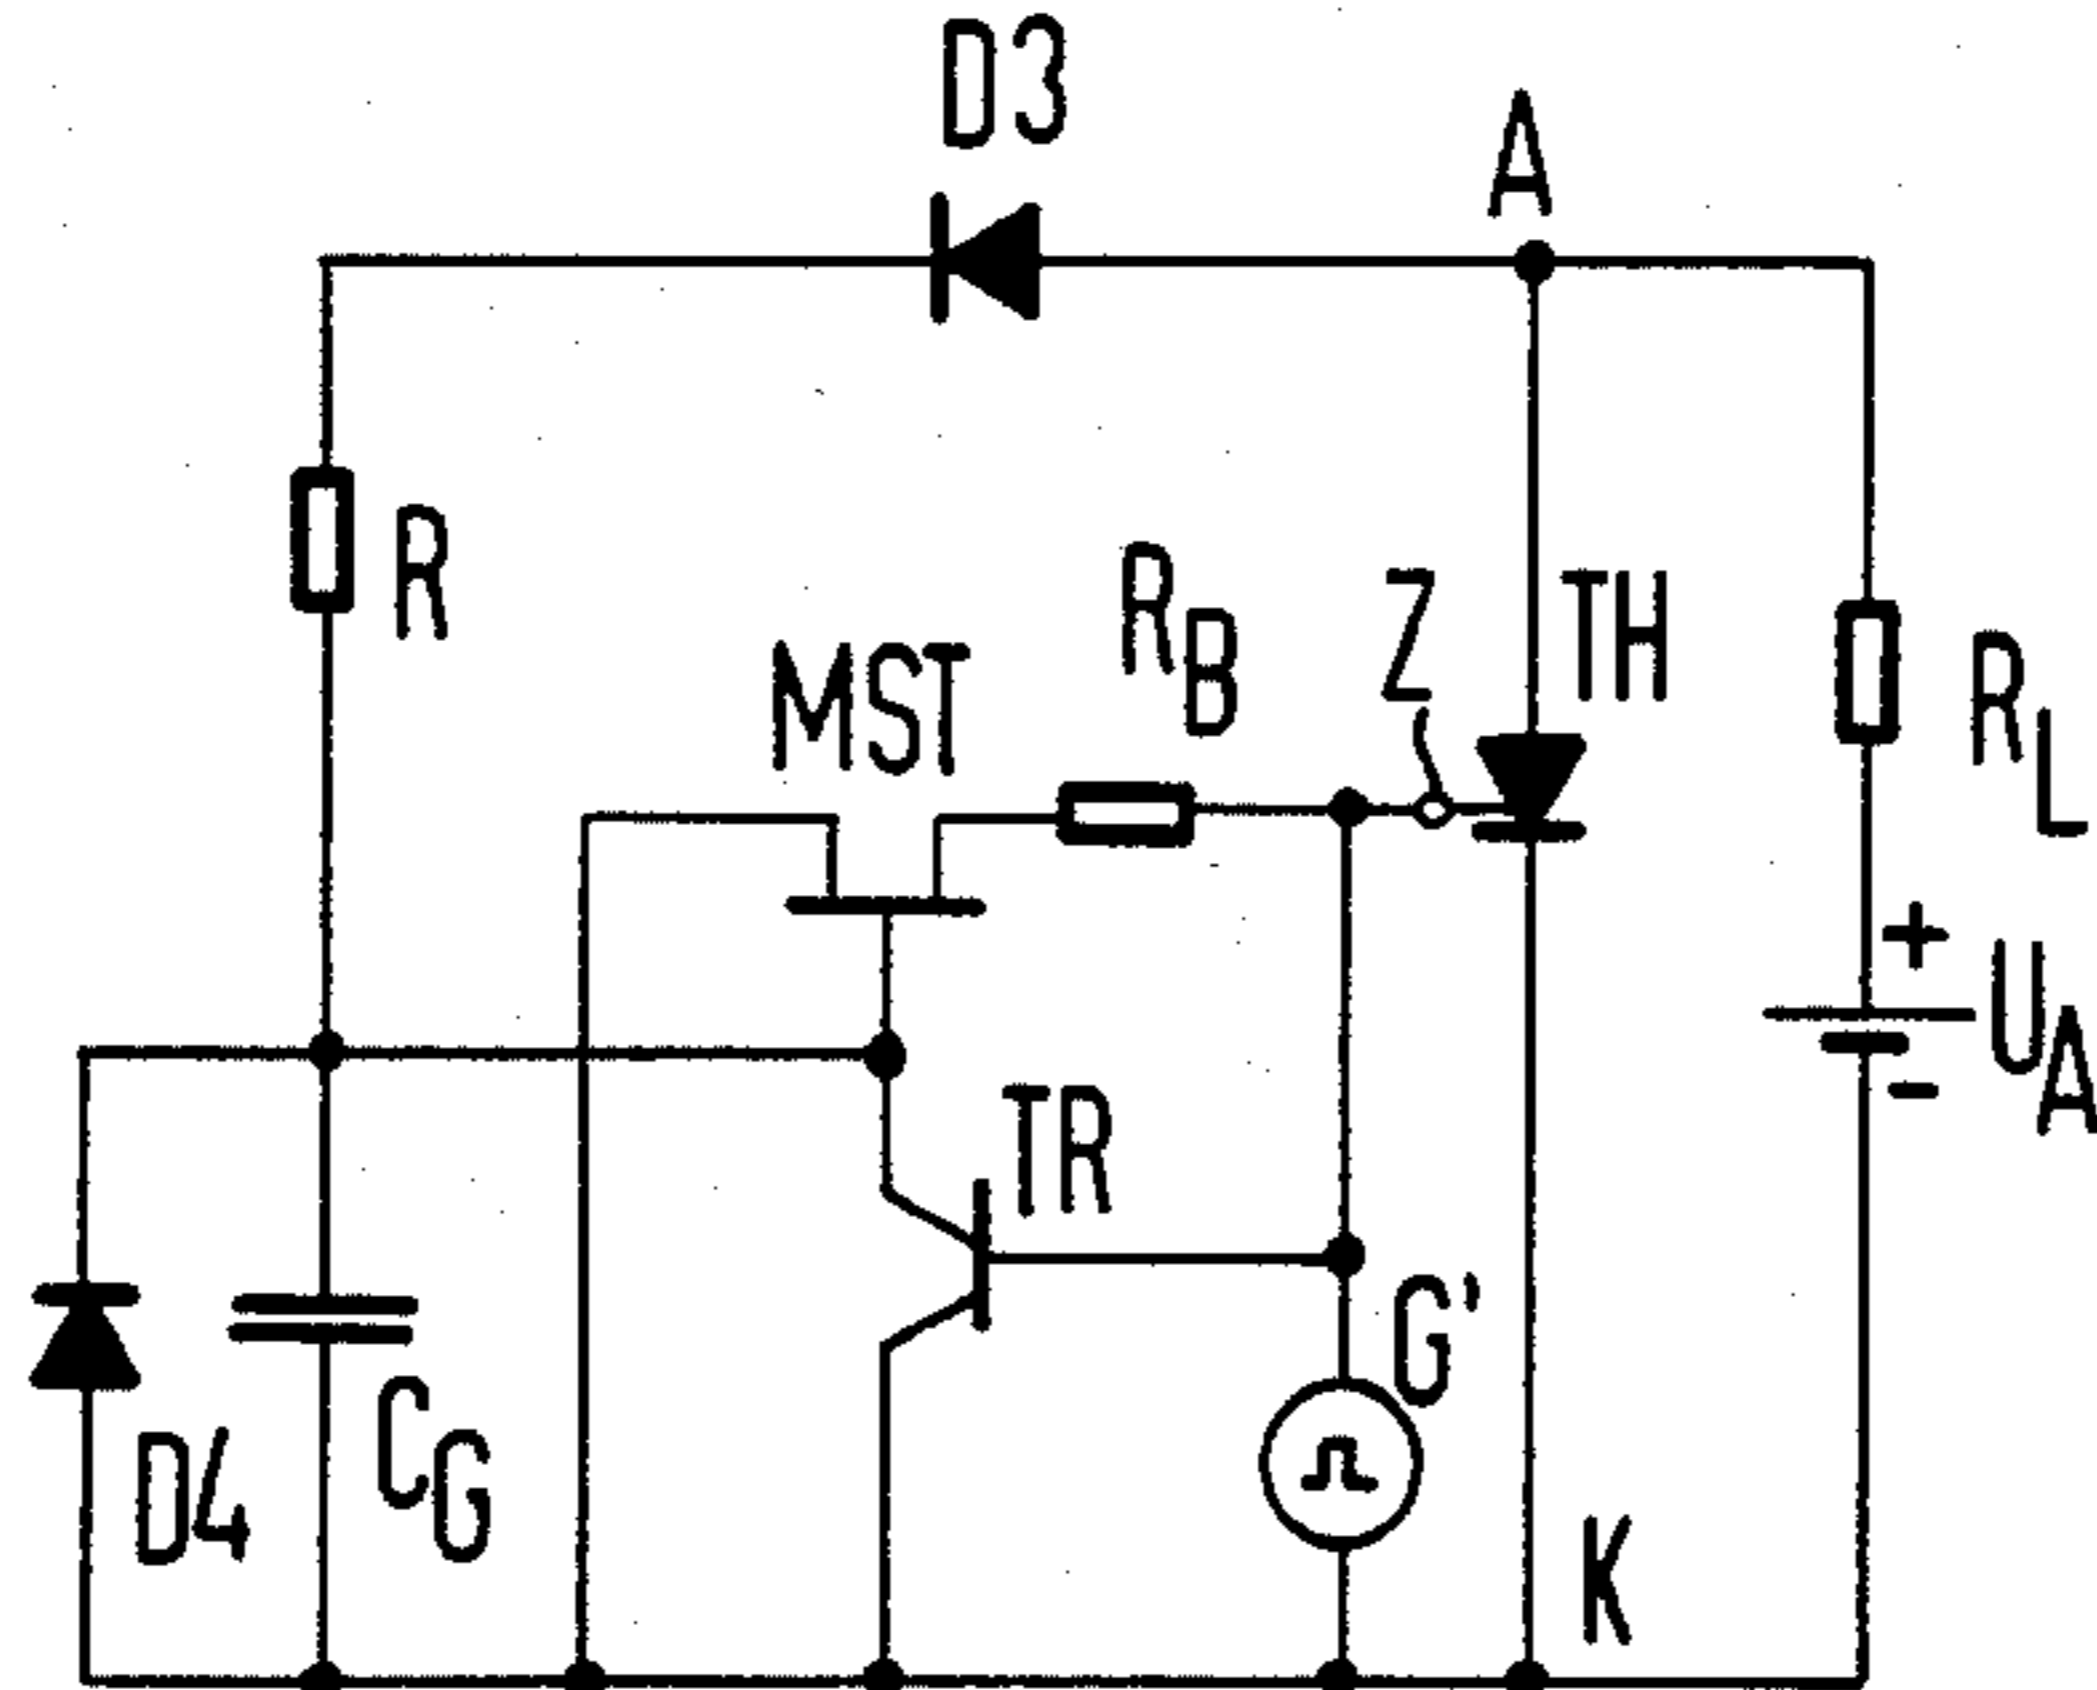 D3
A
R
MST
R_B
Z
TH
R_L
+
U_A
-
TR
G'
C_G
D4
K